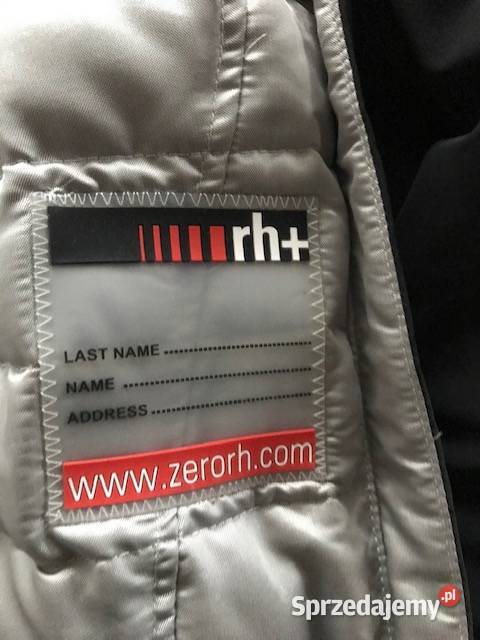 rh+
LAST NAME
NAME
ADDRESS
www.zerorh.com
Sprzedajemy.pl